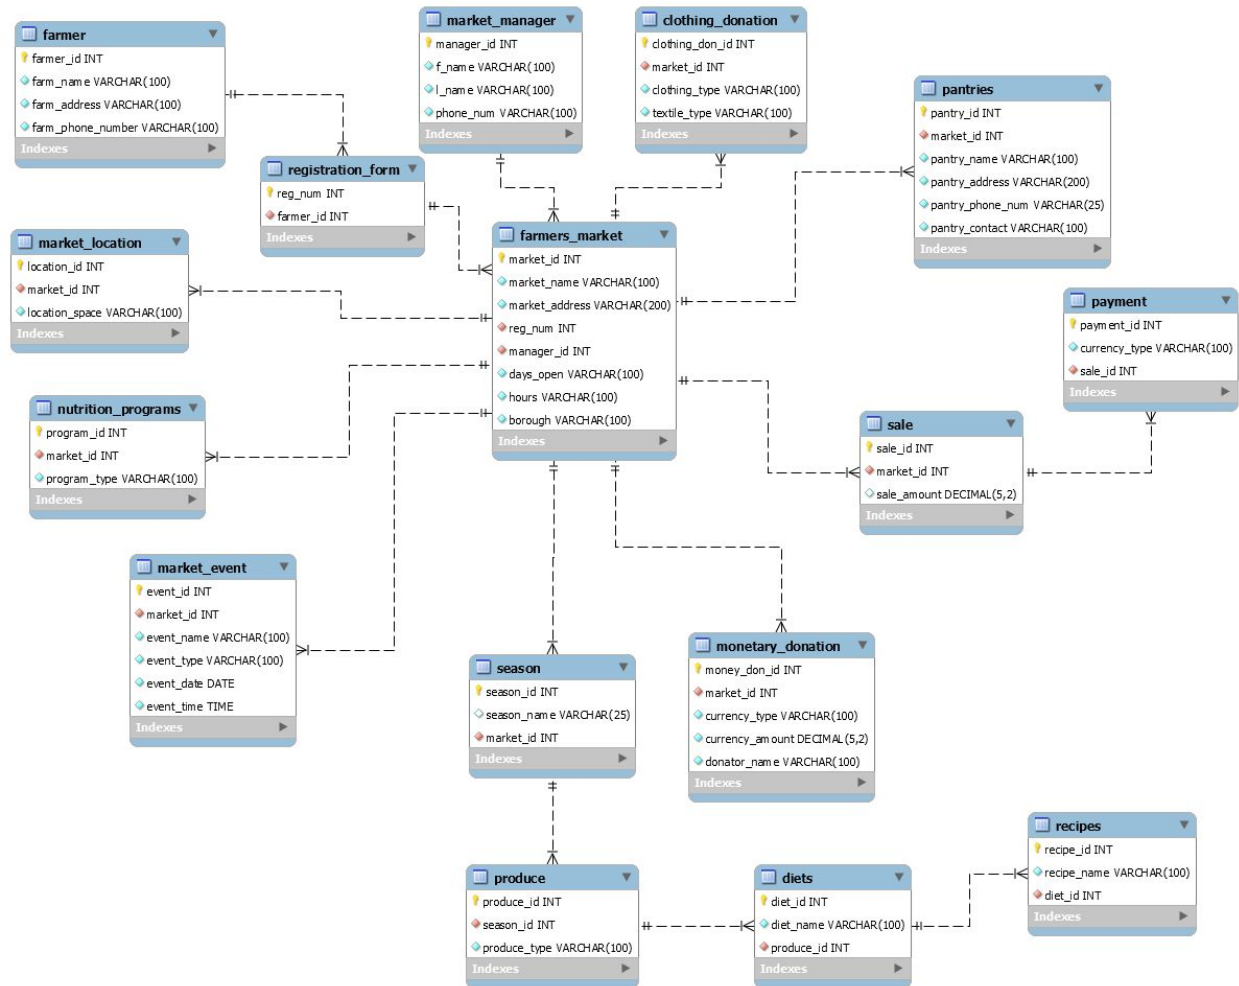 farmer
farmer_id INT
farm_name VARCHAR(100)
farm_address VARCHAR(100)
farm_phone_number VARCHAR(100)
Indexes
market_manager
manager_id INT
f_name VARCHAR(100)
l_name VARCHAR(100)
phone_num VARCHAR(100)
Indexes
clothing_donation
clothing_don_id INT
market_id INT
clothing_type VARCHAR(100)
textile_type VARCHAR(100)
Indexes
pantries
pantry_id INT
market_id INT
pantry_name VARCHAR(100)
pantry_address VARCHAR(200)
pantry_phone_num VARCHAR(25)
pantry_contact VARCHAR(100)
Indexes
registration_form
reg_num INT
farmer_id INT
Indexes
market_location
location_id INT
market_id INT
location_space VARCHAR(100)
Indexes
farmers_market
market_id INT
market_name VARCHAR(100)
market_address VARCHAR(200)
reg_num INT
manager_id INT
days_open VARCHAR(100)
hours VARCHAR(100)
borough VARCHAR(100)
Indexes
payment
payment_id INT
currency_type VARCHAR(100)
sale_id INT
Indexes
nutrition_programs
program_id INT
market_id INT
program_type VARCHAR(100)
Indexes
sale
sale_id INT
market_id INT
sale_amount DECIMAL(5,2)
Indexes
market_event
event_id INT
market_id INT
event_name VARCHAR(100)
event_type VARCHAR(100)
event_date DATE
event_time TIME
Indexes
season
season_id INT
season_name VARCHAR(25)
market_id INT
Indexes
monetary_donation
money_don_id INT
market_id INT
currency_type VARCHAR(100)
currency_amount DECIMAL(5,2)
donator_name VARCHAR(100)
Indexes
recipes
recipe_id INT
recipe_name VARCHAR(100)
diet_id INT
Indexes
produce
produce_id INT
season_id INT
produce_type VARCHAR(100)
Indexes
diets
diet_id INT
diet_name VARCHAR(100)
produce_id INT
Indexes